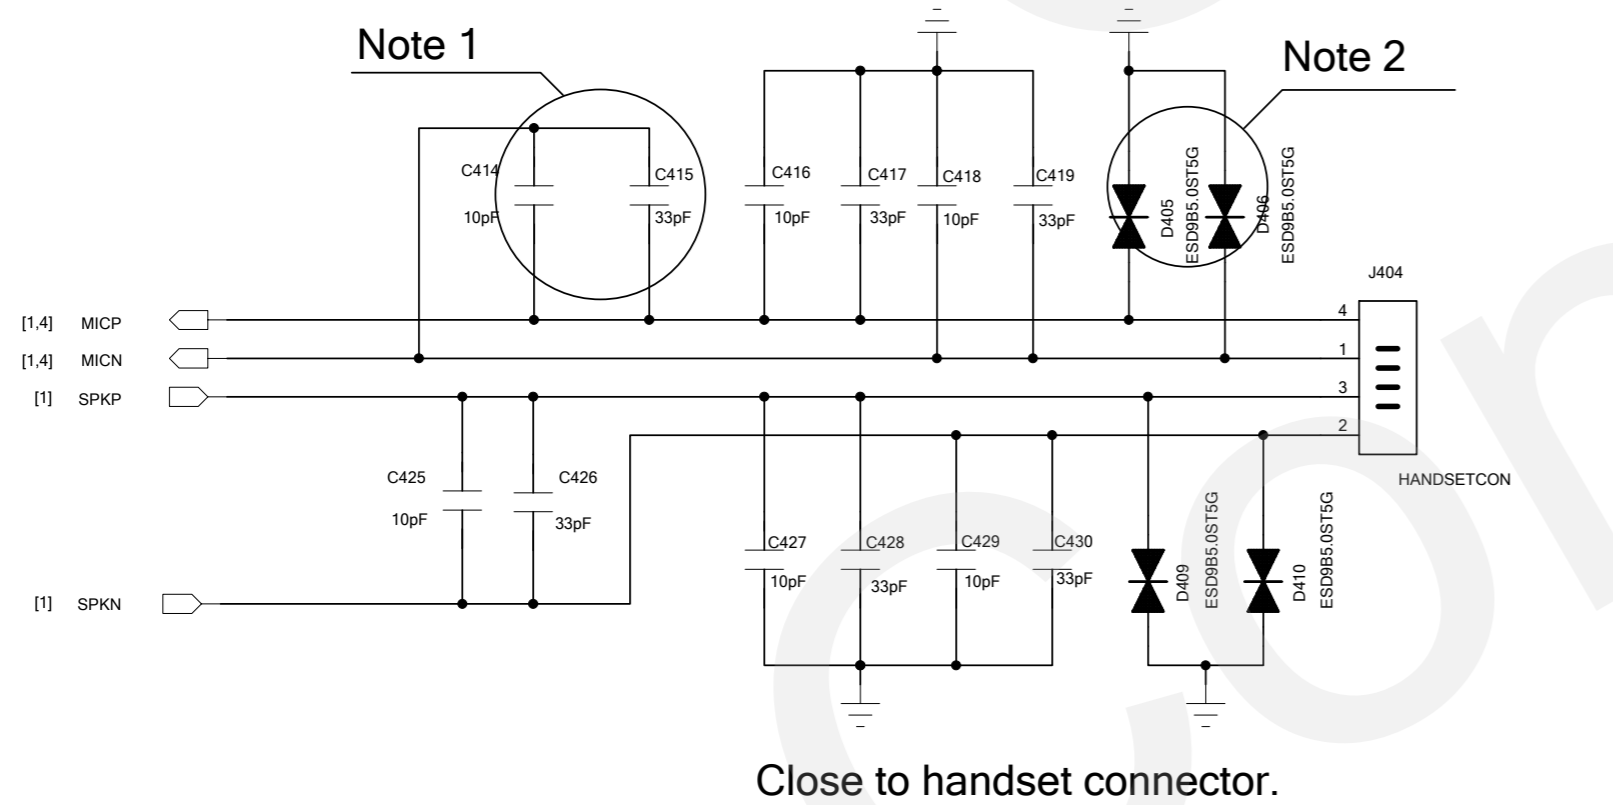 Note 1
Note 2
C414
10pF
C415
33pF
C416
10pF
C417
33pF
C418
10pF
C419
33pF
D405
ESD9B5.0ST5G
D406
ESD9B5.0ST5G
J404
[1,4] MICP
4
[1,4] MICN
1
[1] SPKP
3
2
HANDSETCON
C425
10pF
C426
33pF
C427
10pF
C428
33pF
C429
10pF
C430
33pF
D409
ESD9B5.0ST5G
D410
ESD9B5.0ST5G
[1] SPKN
Close to handset connector.